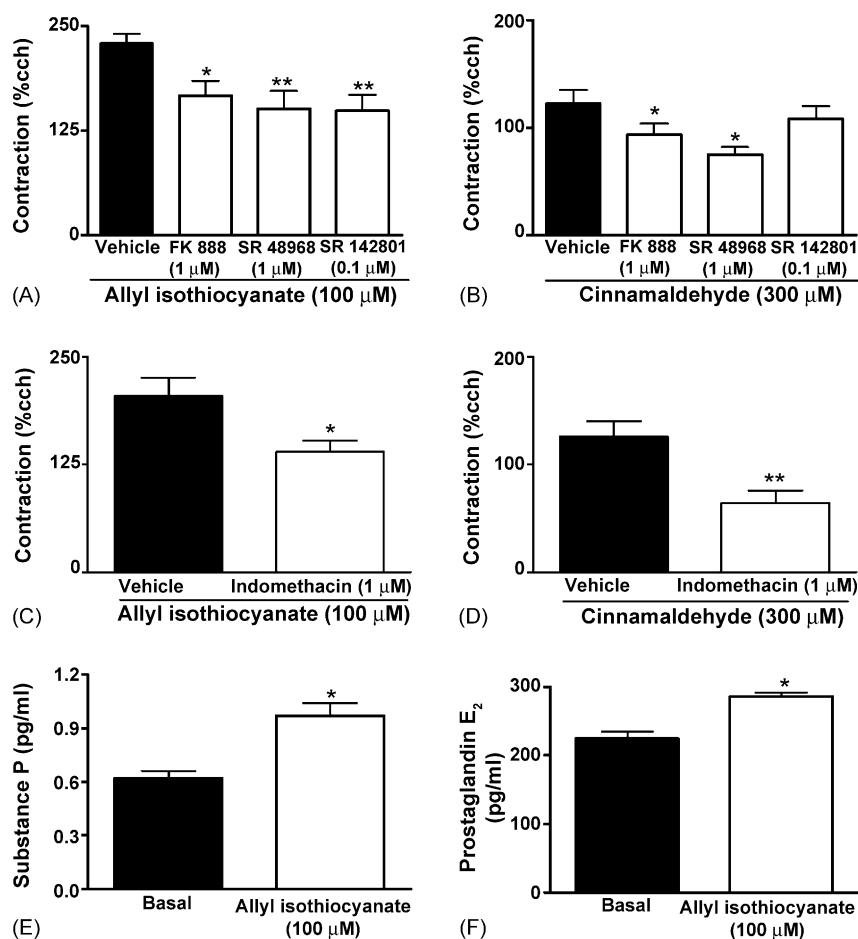 250
125
0
Contraction (%cch)
*
**
**
Vehicle
FK 888 (1 µM)
SR 48968 (1 µM)
SR 142801 (0.1 µM)
(A)
Allyl isothiocyanate (100 µM)
200
100
0
Contraction (%cch)
*
*
Vehicle
FK 888 (1 µM)
SR 48968 (1 µM)
SR 142801 (0.1 µM)
(B)
Cinnamaldehyde (300 µM)
250
125
0
Contraction (%cch)
*
Vehicle
Indomethacin (1 µM)
(C)
Allyl isothiocyanate (100 µM)
200
100
0
Contraction (%cch)
**
Vehicle
Indomethacin (1 µM)
(D)
Cinnamaldehyde (300 µM)
1.2
0.9
0.6
0.3
0.0
Substance P (pg/ml)
*
Basal
Allyl isothiocyanate
(100 µM)
(E)
300
200
100
0
Prostaglandin E₂
(pg/ml)
*
Basal
Allyl isothiocyanate
(100 µM)
(F)